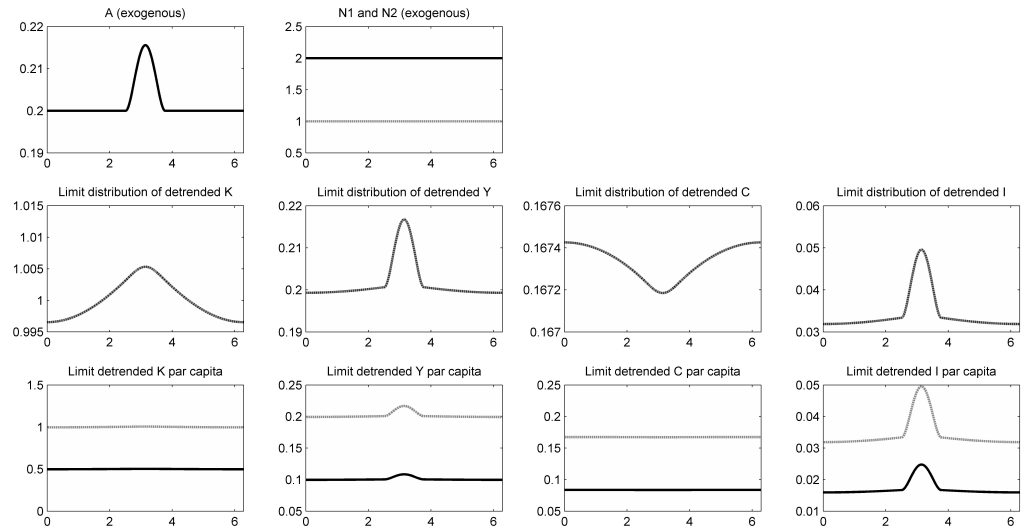 A (exogenous)
N1 and N2 (exogenous)
0.22
0.21
0.2
0.19
0 2 4 6
2.5
2
1.5
1
0.5
0 2 4 6
Limit distribution of detrended K
Limit distribution of detrended Y
Limit distribution of detrended C
Limit distribution of detrended I
1.015
1.01
1.005
1
0.995
0 2 4 6
0.22
0.21
0.2
0.19
0 2 4 6
0.1676
0.1674
0.1672
0.167
0 2 4 6
0.06
0.05
0.04
0.03
0 2 4 6
Limit detrended K par capita
Limit detrended Y par capita
Limit detrended C par capita
Limit detrended I par capita
1.5
1
0.5
0
0 2 4 6
0.25
0.2
0.15
0.1
0.05
0 2 4 6
0.25
0.2
0.15
0.1
0.05
0 2 4 6
0.05
0.04
0.03
0.02
0.01
0 2 4 6